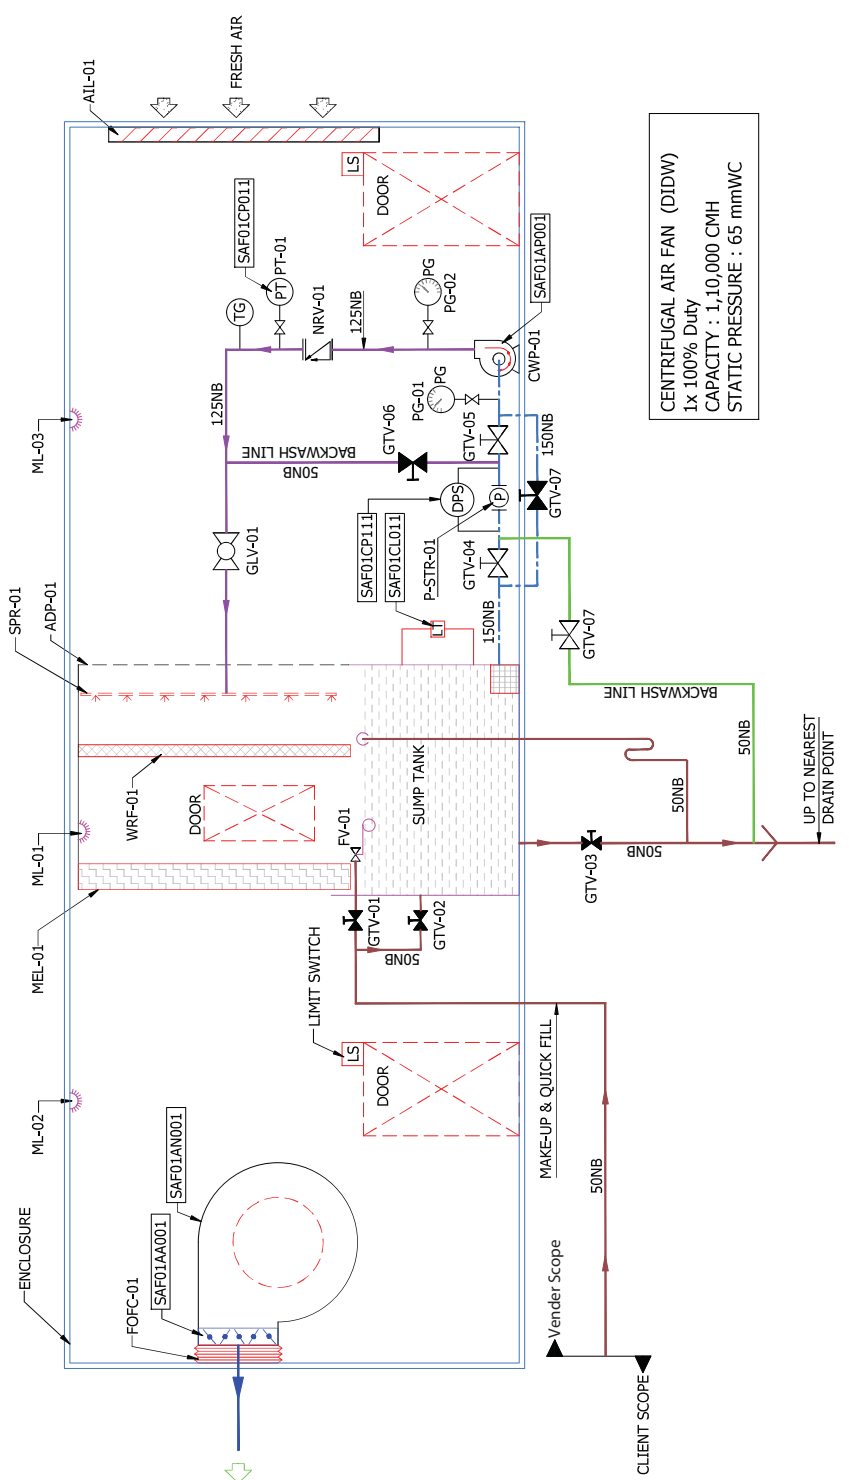 ENCLOSURE
ML-02
MEL-01
ML-01
WRF-01
SPR-01
ADP-01
ML-03
AIL-01
FRESH AIR
FOFC-01
SAF01AA001
SAF01AN001
LIMIT SWITCH
LS
DOOR
DOOR
FV-01
GTV-01
GTV-02
50NB
SUMP TANK
GLV-01
125NB
BACKWASH LINE
50NB
GTV-06
TG
SAF01CP011
PT
PT-01
NRV-01
125NB
PG
PG-02
LS
DOOR
SAF01AP001
CWP-01
PG
PG-01
GTV-05
150NB
SAF01CP111
SAF01CL011
DPS
P-STR-01
P
GTV-07
GTV-04
LT
150NB
GTV-07
BACKWASH LINE
50NB
50NB
GTV-03
50NB
UP TO NEAREST
DRAIN POINT
MAKE-UP & QUICK FILL
50NB
Vender Scope
CLIENT SCOPE
CENTRIFUGAL AIR FAN (DIDW)
1x 100% Duty
CAPACITY : 1,10,000 CMH
STATIC PRESSURE : 65 mmWC